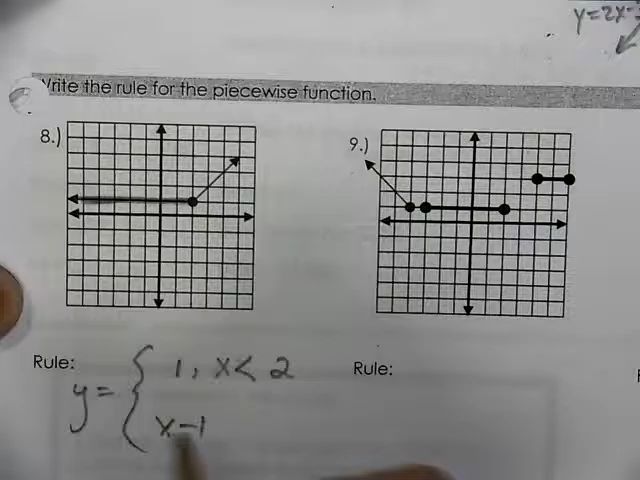 y=2x-
Write the rule for the piecewise function.
8.)
9.)
Rule:
Rule:
y = { 1, x < 2
x - 1